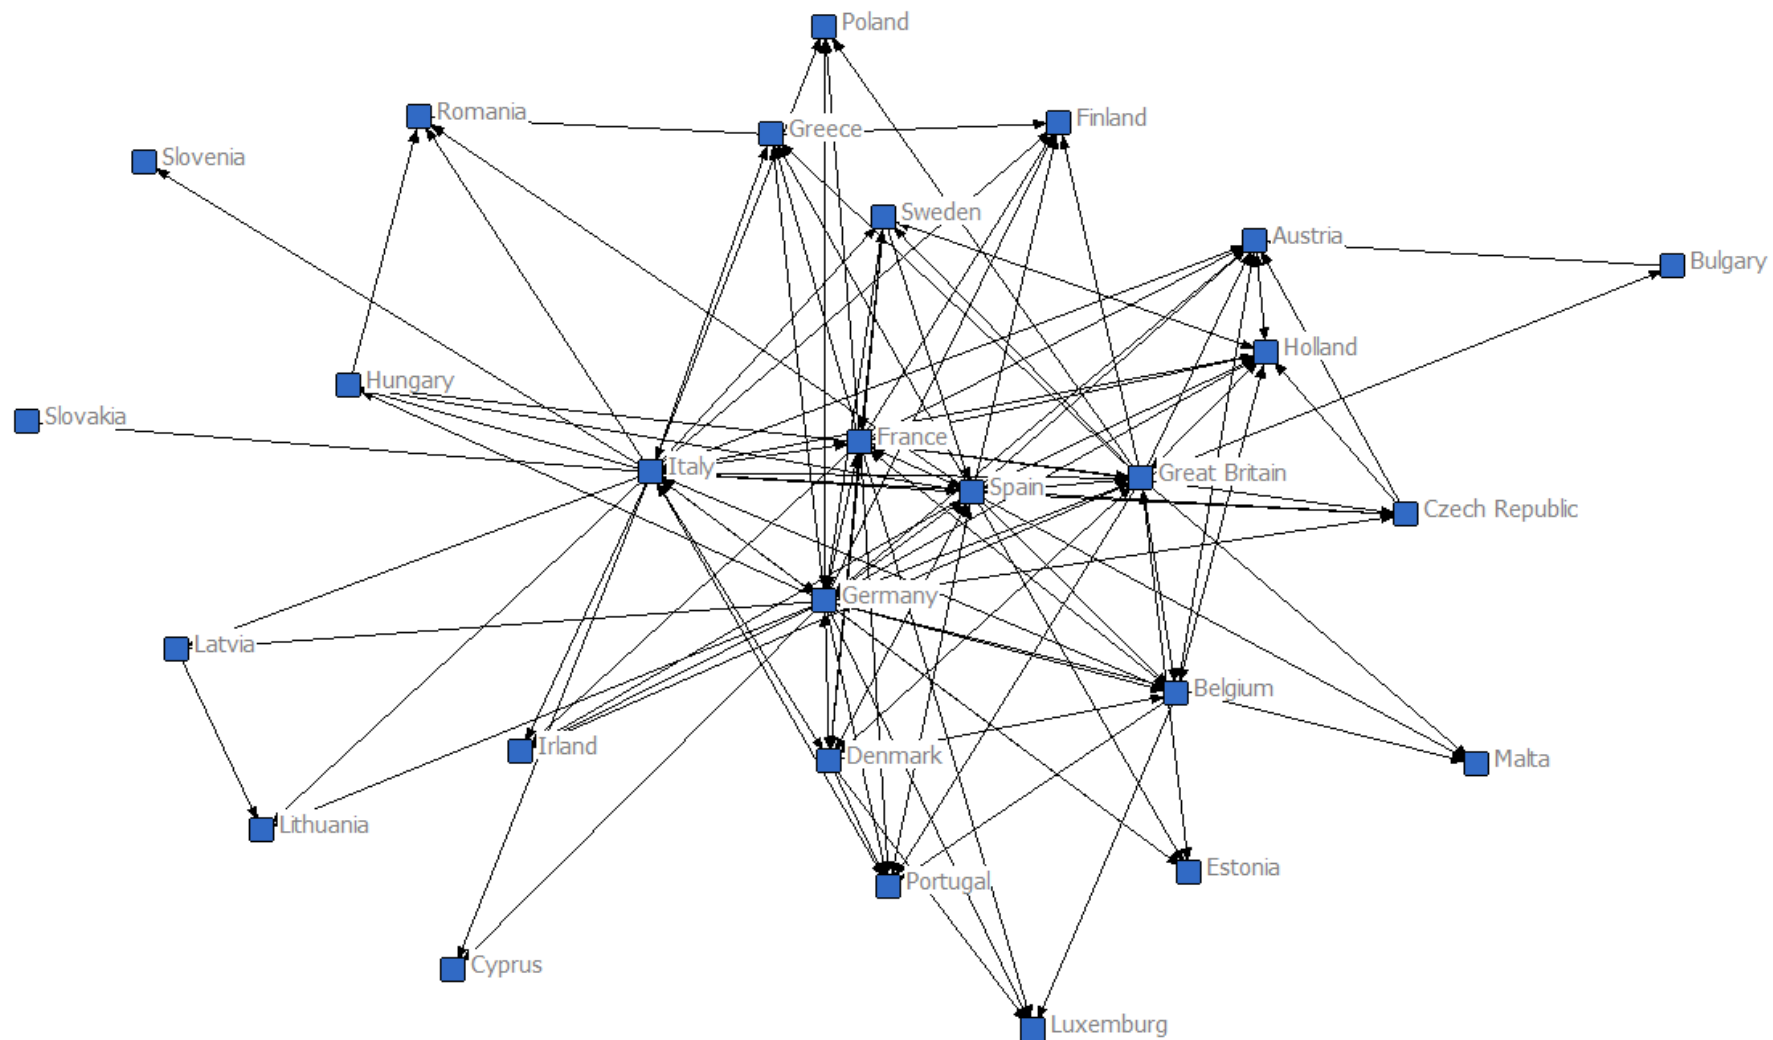 Poland
Romania
Greece
Finland
Slovenia
Sweden
Austria
Bulgary
Holland
Hungary
Slovakia
France
Italy
Great Britain
Spain
Czech Republic
Germany
Latvia
Belgium
Irland
Denmark
Malta
Lithuania
Estonia
Portugal
Cyprus
Luxemburg